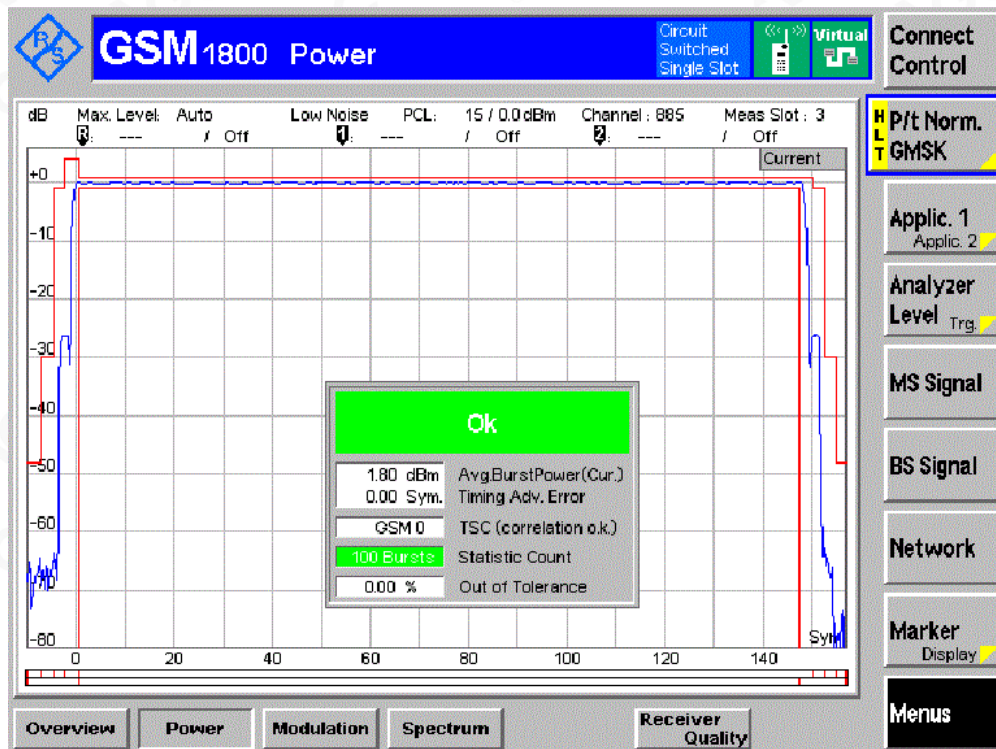 R/S
GSM 1800 Power
Circuit Switched Single Slot
Virtual
Connect Control
dB Max. Level: Auto Low Noise PCL: 15 / 0.0 dBm Channel : 885 Meas Slot : 3
R: --- / Off 1: --- / Off 2: --- / Off
HLT P/t Norm. GMSK
Current
+0
-10
-20
-30
-40
-50
-60
-70
-80
0 20 40 60 80 100 120 140
Ok
1.80 dBm Avg.BurstPower(Cur.)
0.00 Sym. Timing Adv. Error
GSM 0 TSC (correlation o.k.)
100 Bursts Statistic Count
0.00 % Out of Tolerance
Applic. 1
Applic. 2
Analyzer Level Trg.
MS Signal
BS Signal
Network
Marker
Display
Menus
Overview Power Modulation Spectrum Receiver Quality